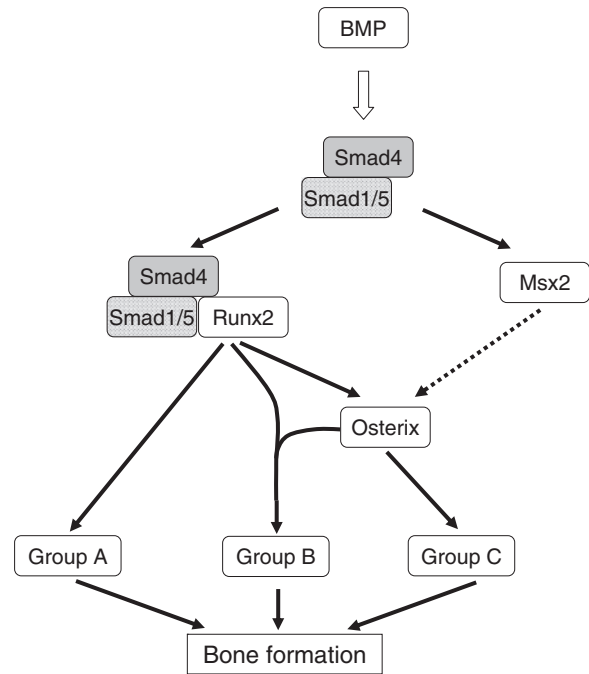 BMP
Smad4
Smad1/5
Smad4
Smad1/5
Runx2
Msx2
Osterix
Group A
Group B
Group C
Bone formation